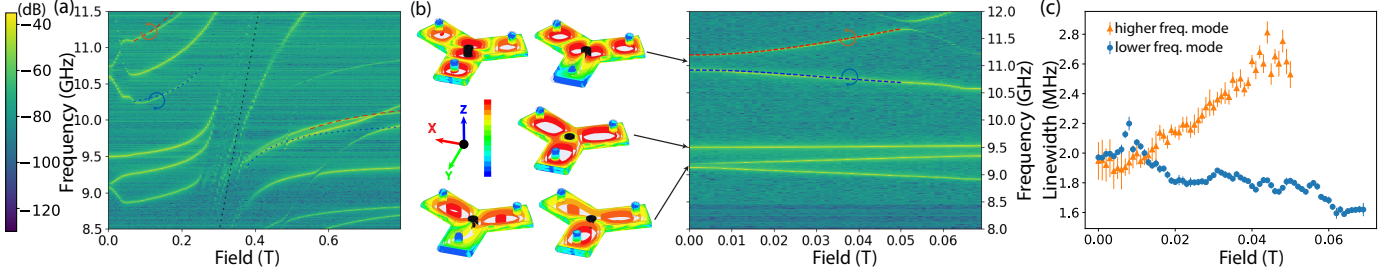 (dB)
−40
−60
−80
−100
−120
(a)
Frequency (GHz)
11.5
11.0
10.5
10.0
9.5
9.0
8.5
0.0
0.2
0.4
0.6
Field (T)
(b)
X
Z
Y
12.0
11.5
11.0
10.5
10.0
9.5
9.0
8.5
8.0
Frequency (GHz)
0.00
0.01
0.02
0.03
0.04
0.05
0.06
Field (T)
(c)
Linewidth (MHz)
2.8
2.6
2.4
2.2
2.0
1.8
1.6
higher freq. mode
lower freq. mode
0.00
0.02
0.04
0.06
Field (T)